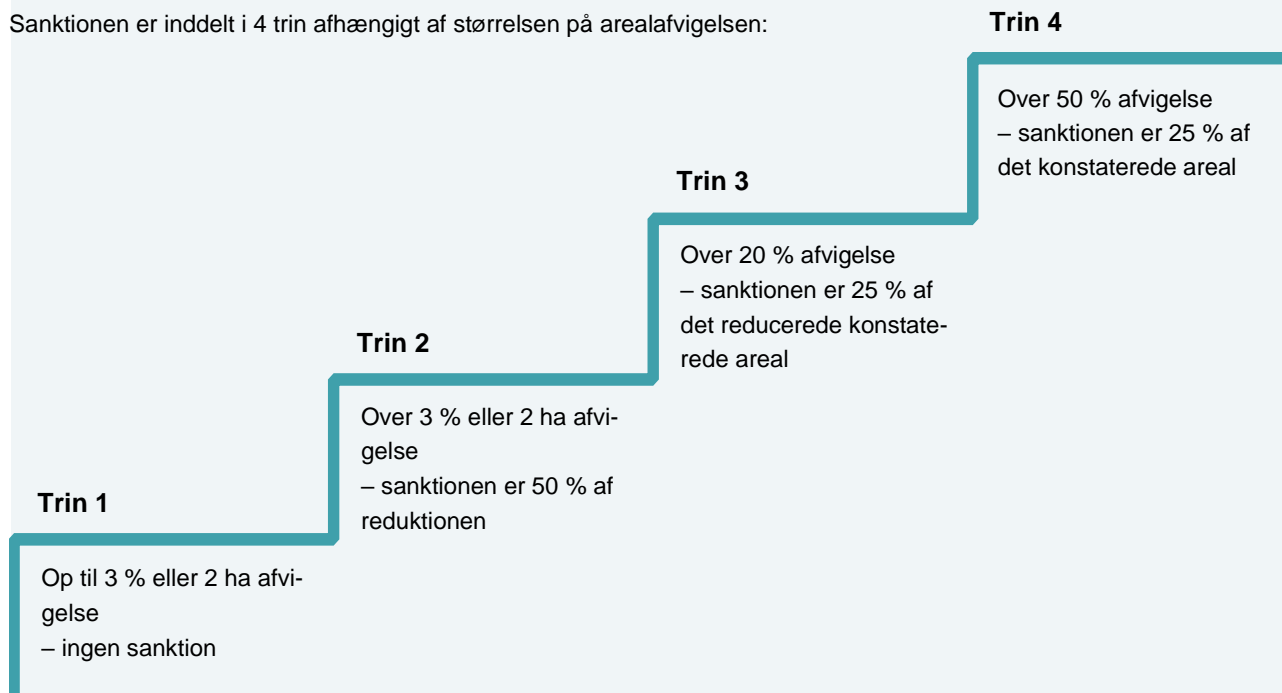 Sanktionen er inddelt i 4 trin afhængigt af størrelsen på arealafvigelsen:
Trin 1
Op til 3 % eller 2 ha afvi-
gelse
– ingen sanktion
Trin 2
Over 3 % eller 2 ha afvi-
gelse
– sanktionen er 50 % af
reduktionen
Trin 3
Over 20 % afvigelse
– sanktionen er 25 % af
det reducerede konstate-
rede areal
Trin 4
Over 50 % afvigelse
– sanktionen er 25 % af
det konstaterede areal